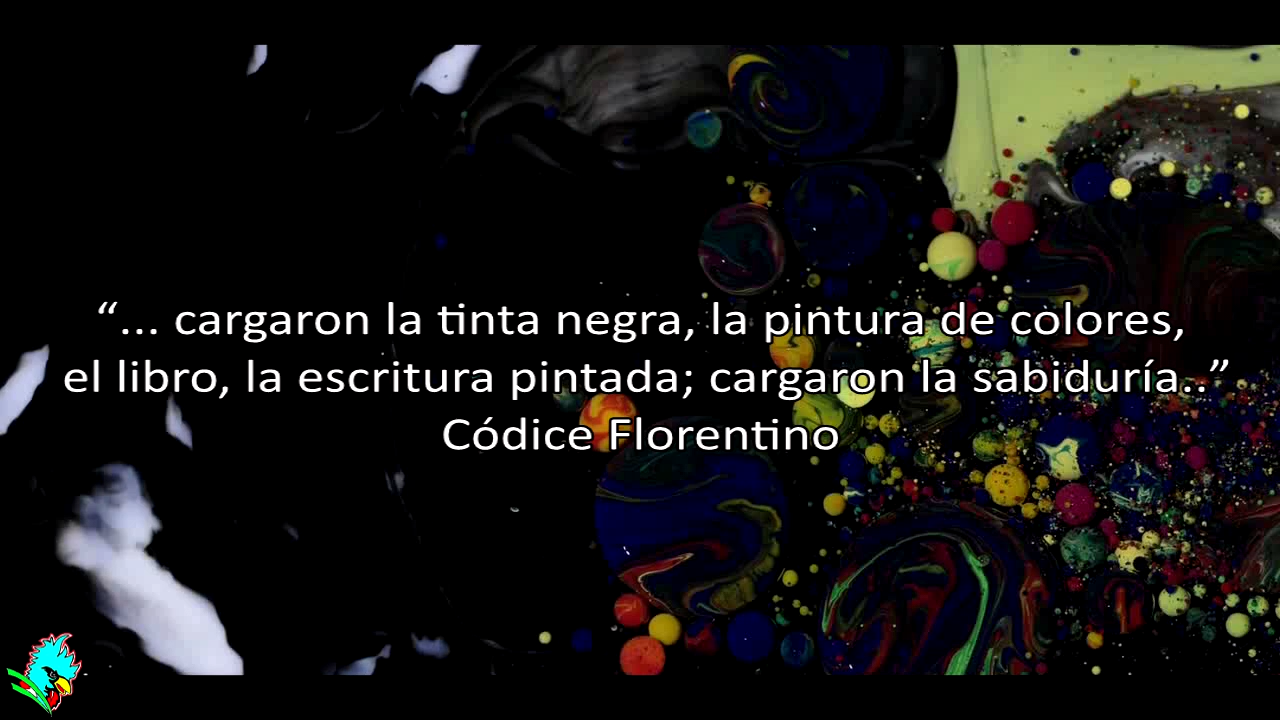 “... cargaron la tinta negra, la pintura de colores,
el libro, la escritura pintada; cargaron la sabiduría..”
Códice Florentino